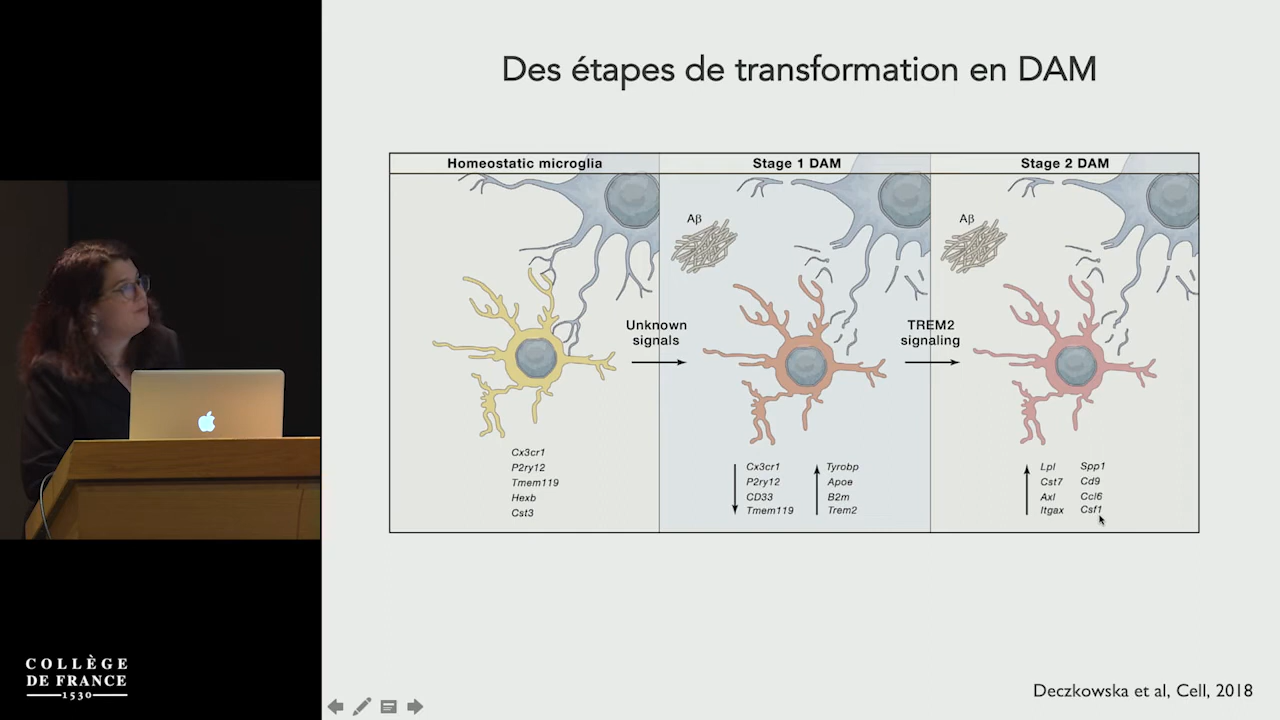 Des étapes de transformation en DAM
Homeostatic microglia
Stage 1 DAM
Stage 2 DAM
Aβ
Aβ
Unknown
signals
TREM2
signaling
Cx3cr1
P2ry12
Tmem119
Hexb
Cst3
Cx3cr1
P2ry12
CD33
Tmem119
Tyrobp
Apoe
B2m
Trem2
Lpl
Cst7
Axl
Itgax
Spp1
Cd9
Ccl6
Csf1
COLLÈGE
DE FRANCE
1530
Deczkowska et al, Cell, 2018